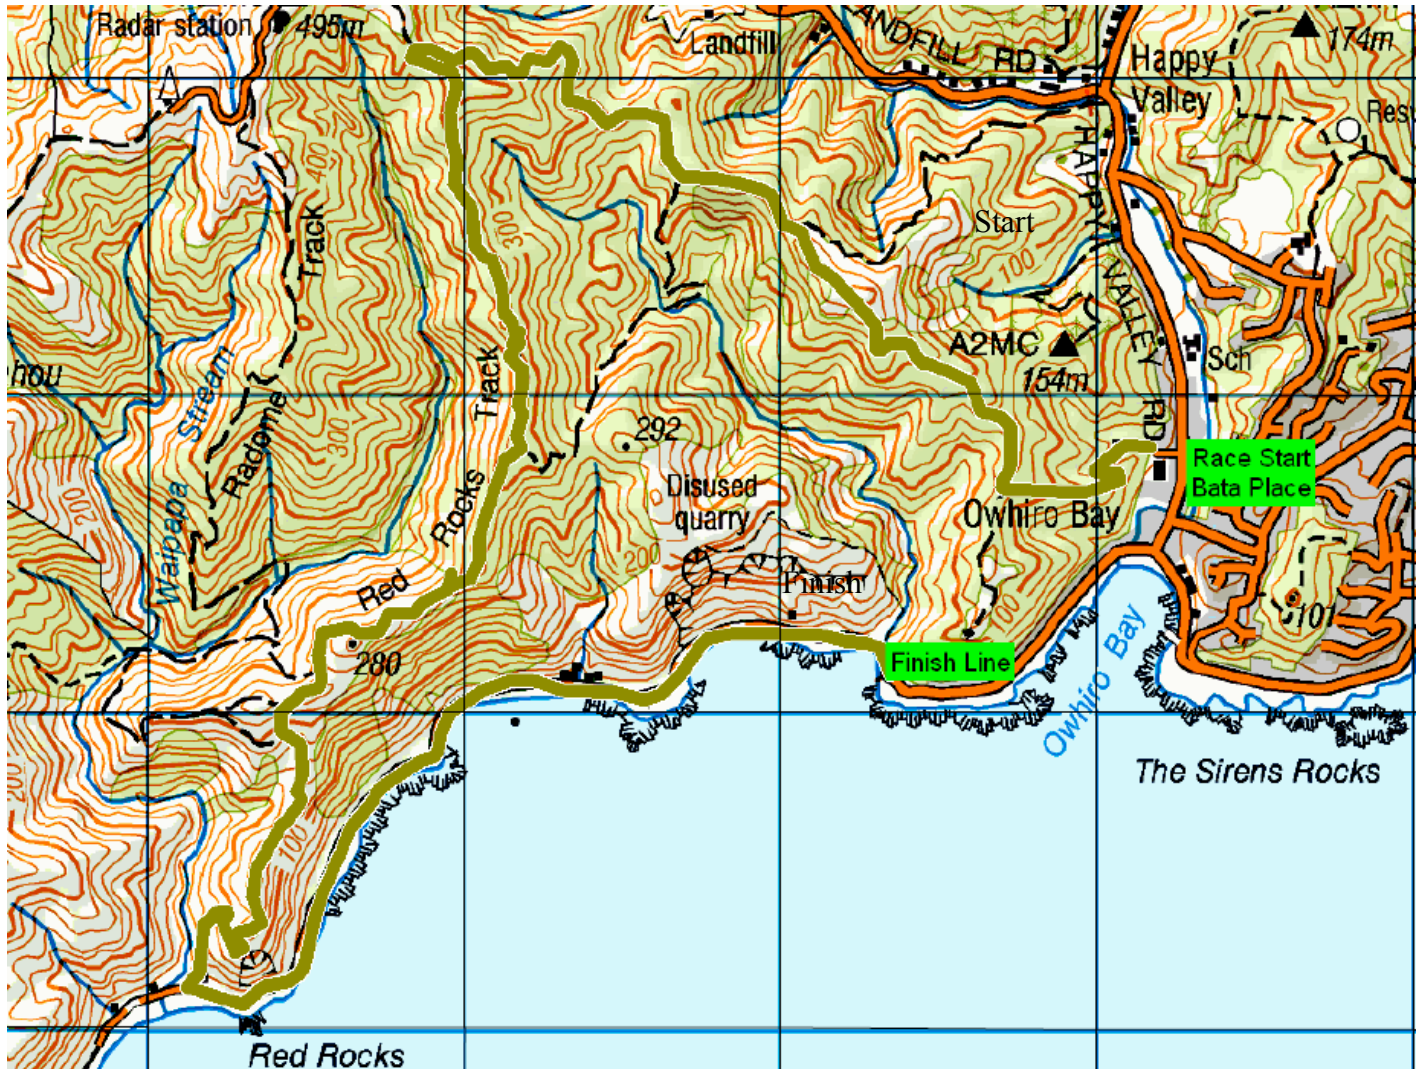 Radar station
495m
Landfill
LANDFILL RD
Happy
Valley
174m
Track
300
400
Start
100
HAPPY VALLEY RD
A2MC
154m
Sch
hou
Waipapa Stream
Radome
Track
300
200
Red Rocks Track
292
Disused
quarry
200
Owhiro Bay
Race Start
Bata Place
Finish
Finish Line
100
101
280
Owhiro Bay
The Sirens Rocks
100
Red Rocks